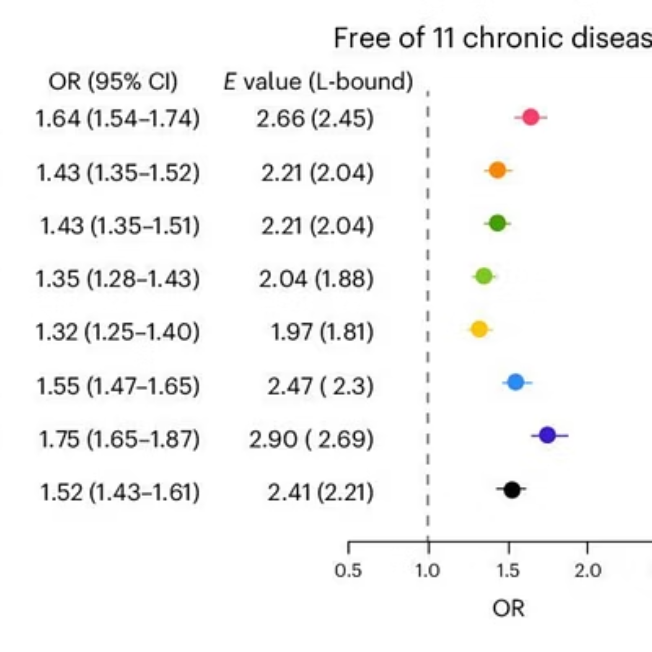 Free of 11 chronic diseas
OR (95% CI) E value (L-bound)
1.64 (1.54–1.74) 2.66 (2.45)
1.43 (1.35–1.52) 2.21 (2.04)
1.43 (1.35–1.51) 2.21 (2.04)
1.35 (1.28–1.43) 2.04 (1.88)
1.32 (1.25–1.40) 1.97 (1.81)
1.55 (1.47–1.65) 2.47 ( 2.3)
1.75 (1.65–1.87) 2.90 ( 2.69)
1.52 (1.43–1.61) 2.41 (2.21)
0.5 1.0 1.5 2.0
OR